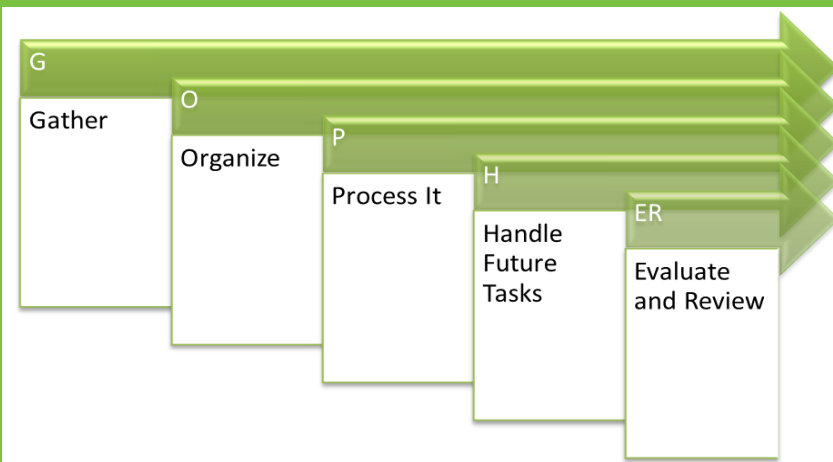 G
Gather
O
Organize
P
Process It
H
Handle
Future
Tasks
ER
Evaluate
and Review